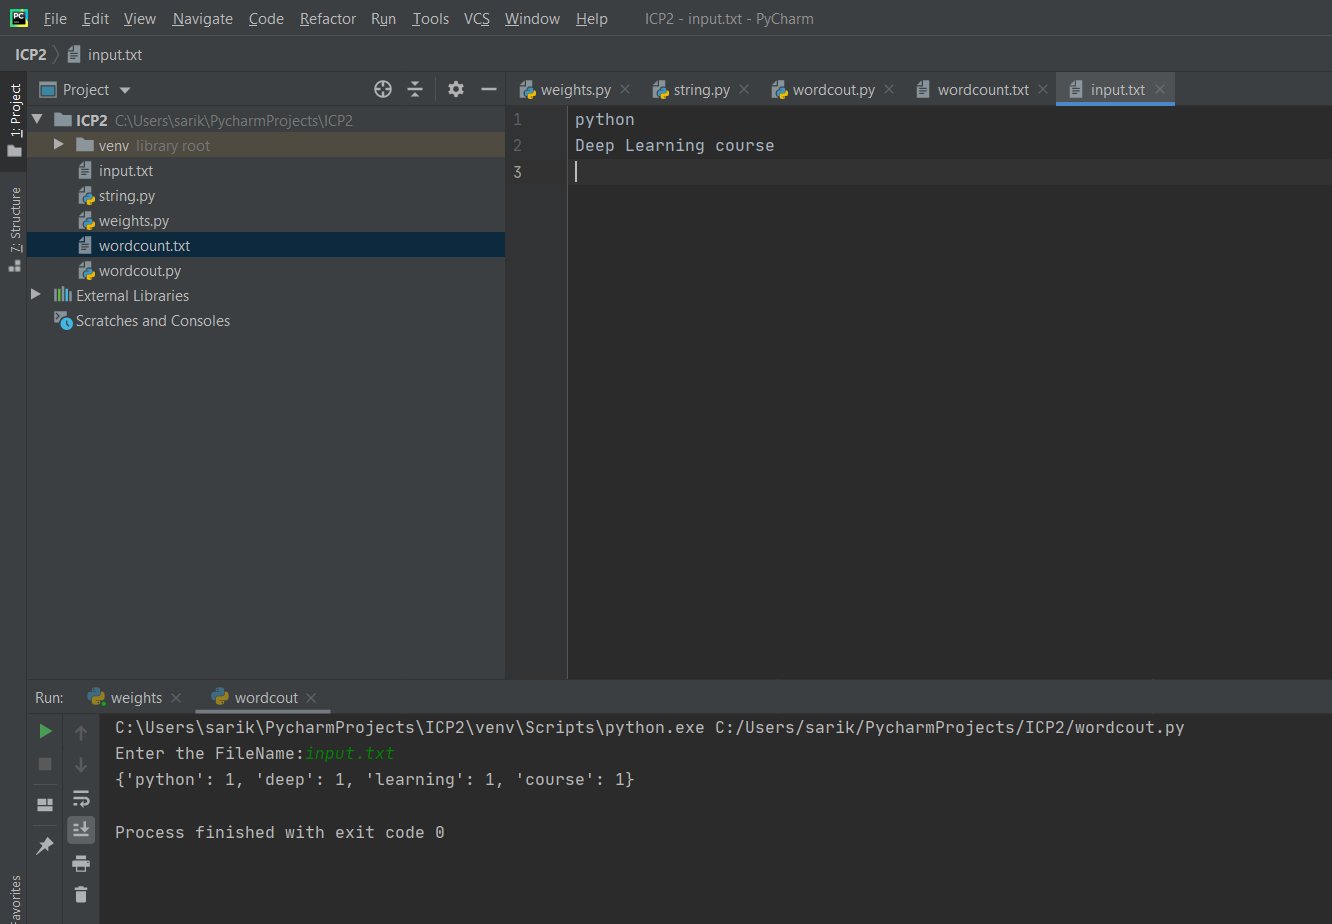 PC File Edit View Navigate Code Refactor Run Tools VCS Window Help ICP2 - input.txt - PyCharm
ICP2 input.txt
1: Project
Project
weights.py string.py wordcout.py wordcount.txt input.txt
ICP2 C:\Users\sarik\PycharmProjects\ICP2
venv library root
input.txt
string.py
weights.py
wordcount.txt
wordcout.py
External Libraries
Scratches and Consoles
7: Structure
1 python
2 Deep Learning course
3
Run: weights wordcout
C:\Users\sarik\PycharmProjects\ICP2\venv\Scripts\python.exe C:/Users/sarik/PycharmProjects/ICP2/wordcout.py
Enter the FileName:input.txt
{'python': 1, 'deep': 1, 'learning': 1, 'course': 1}
Process finished with exit code 0
Favorites